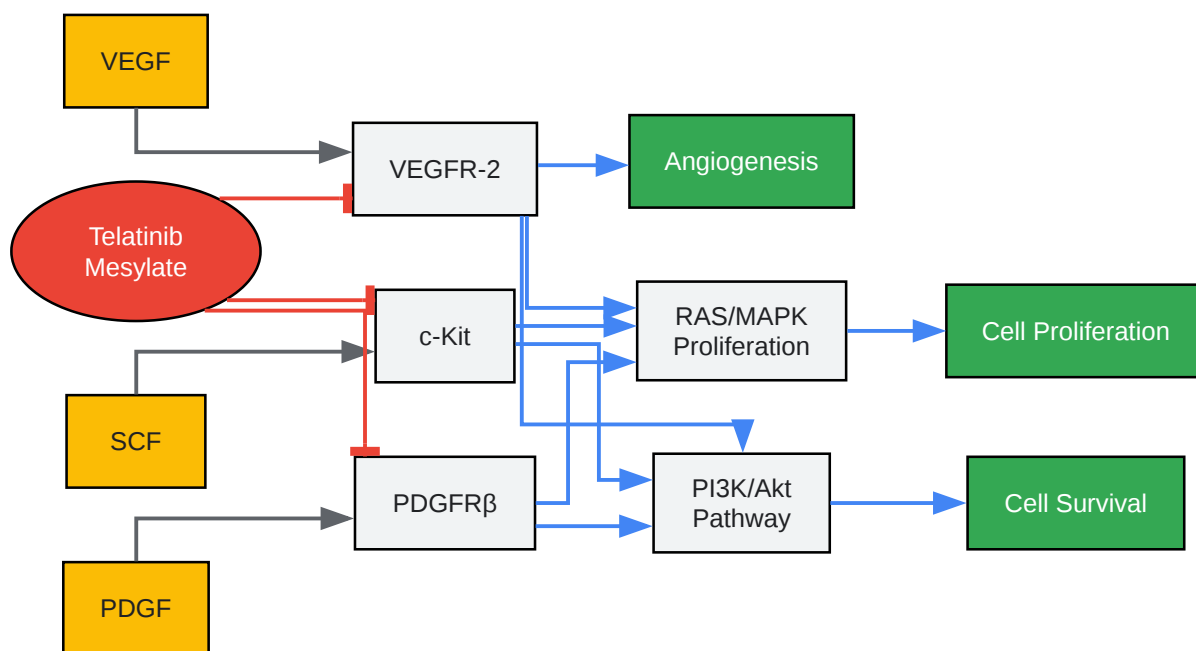 VEGF
VEGFR-2
Angiogenesis
Telatinib
Mesylate
c-Kit
RAS/MAPK
Proliferation
Cell Proliferation
SCF
PDGFRβ
PI3K/Akt
Pathway
Cell Survival
PDGF